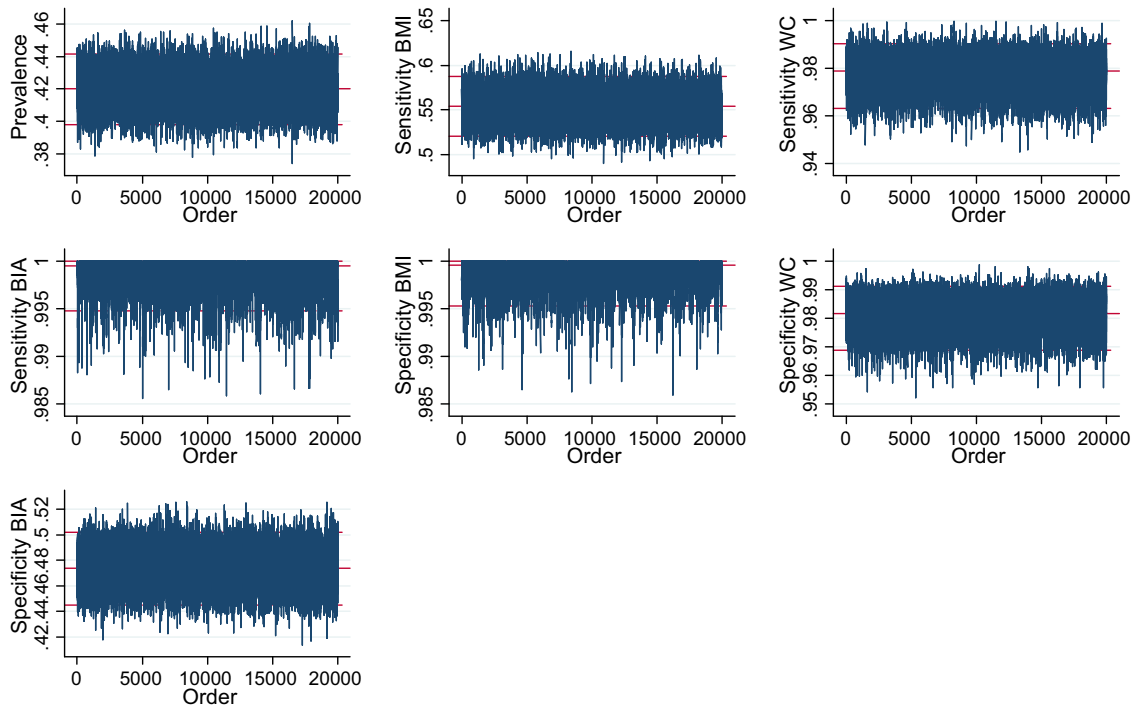 Prevalence
.46
.44
.42
.4
.38
0 5000 10000 15000 20000
Order
Sensitivity BMI
.65
.6
.55
.5
0 5000 10000 15000 20000
Order
Sensitivity WC
1
.98
.96
.94
0 5000 10000 15000 20000
Order
Sensitivity BIA
1
.995
.99
.985
0 5000 10000 15000 20000
Order
Specificity BMI
1
.995
.99
.985
0 5000 10000 15000 20000
Order
Specificity WC
1
.99
.98
.97
.96
.95
0 5000 10000 15000 20000
Order
Specificity BIA
.52
.5
.48
.46
.44
.42
0 5000 10000 15000 20000
Order